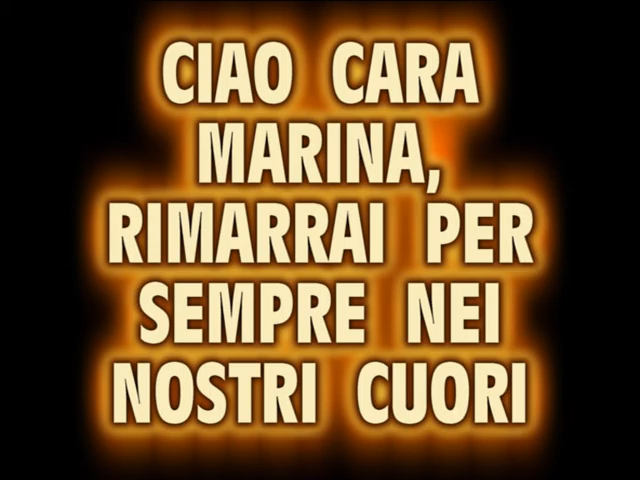 CIAO CARA
MARINA,
RIMARRAI PER
SEMPRE NEI
NOSTRI CUORI